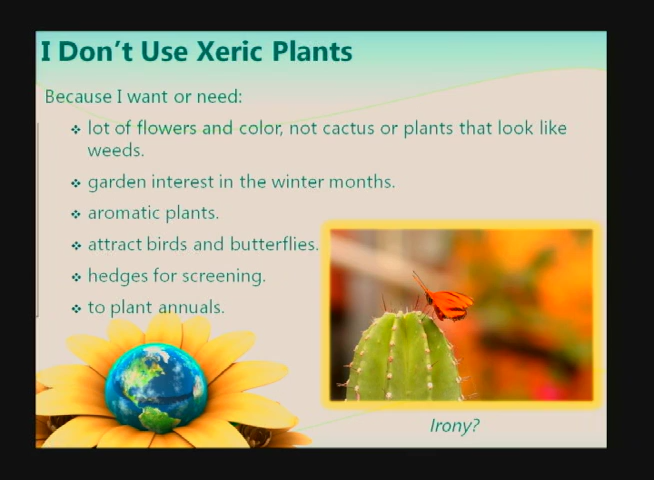 I Don't Use Xeric Plants
Because I want or need:
❖ lot of flowers and color, not cactus or plants that look like
weeds.
❖ garden interest in the winter months.
❖ aromatic plants.
❖ attract birds and butterflies.
❖ hedges for screening.
❖ to plant annuals.
Irony?